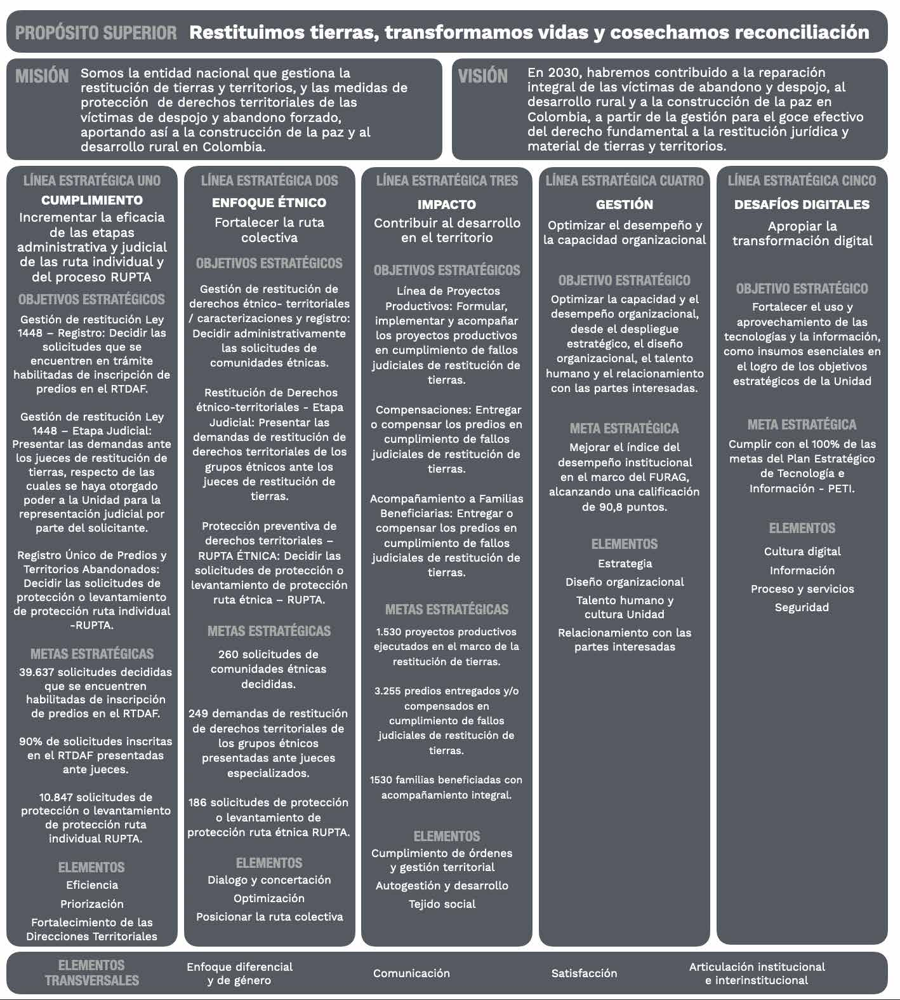 PROPÓSITO SUPERIOR Restituimos tierras, transformamos vidas y cosechamos reconciliación
MISIÓN
Somos la entidad nacional que gestiona la
restitución de tierras y territorios, y las medidas de
protección de derechos territoriales de las
víctimas de despojo y abandono forzado,
aportando así a la construcción de la paz y al
desarrollo rural en Colombia.
VISIÓN
En 2030, habremos contribuido a la reparación
integral de las víctimas de abandono y despojo, al
desarrollo rural y a la construcción de la paz en
Colombia, a partir de la gestión para el goce efectivo
del derecho fundamental a la restitución jurídica y
material de tierras y territorios.
LÍNEA ESTRATÉGICA UNO
CUMPLIMIENTO
Incrementar la eficacia
de las etapas
administrativa y judicial
de las ruta individual y
del proceso RUPTA
OBJETIVOS ESTRATÉGICOS
Gestión de restitución Ley
1448 – Registro: Decidir las
solicitudes que se
encuentren en trámite
habilitadas de inscripción de
predios en el RTDAF.
Gestión de restitución Ley
1448 – Etapa Judicial:
Presentar las demandas ante
los jueces de restitución de
tierras, respecto de las
cuales se haya otorgado
poder a la Unidad para la
representación judicial por
parte del solicitante.
Registro Único de Predios y
Territorios Abandonados:
Decidir las solicitudes de
protección o levantamiento
de protección ruta individual
-RUPTA.
METAS ESTRATÉGICAS
39.637 solicitudes decididas
que se encuentren
habilitadas de inscripción
de predios en el RTDAF.
90% de solicitudes inscritas
en el RTDAF presentadas
ante jueces.
10.847 solicitudes de
protección o levantamiento
de protección ruta
individual RUPTA.
ELEMENTOS
Eficiencia
Priorización
Fortalecimiento de las
Direcciones Territoriales
LÍNEA ESTRATÉGICA DOS
ENFOQUE ÉTNICO
Fortalecer la ruta
colectiva
OBJETIVOS ESTRATÉGICOS
Gestión de restitución de
derechos étnico- territoriales
/ caracterizaciones y registro:
Decidir administrativamente
las solicitudes de
comunidades étnicas.
Restitución de Derechos
étnico-territoriales - Etapa
Judicial: Presentar las
demandas de restitución de
derechos territoriales de los
grupos étnicos ante los
jueces de restitución de
tierras.
Protección preventiva de
derechos territoriales –
RUPTA ÉTNICA: Decidir las
solicitudes de protección o
levantamiento de protección
ruta étnica – RUPTA.
METAS ESTRATÉGICAS
260 solicitudes de
comunidades étnicas
decididas.
249 demandas de restitución
de derechos territoriales de
los grupos étnicos
presentadas ante jueces
especializados.
186 solicitudes de protección
o levantamiento de
protección ruta étnica RUPTA.
ELEMENTOS
Dialogo y concertación
Optimización
Posicionar la ruta colectiva
LÍNEA ESTRATÉGICA TRES
IMPACTO
Contribuir al desarrollo
en el territorio
OBJETIVOS ESTRATÉGICOS
Línea de Proyectos
Productivos: Formular,
implementar y acompañar
los proyectos productivos
en cumplimiento de fallos
judiciales de restitución de
tierras.
Compensaciones: Entregar
o compensar los predios en
cumplimiento de fallos
judiciales de restitución de
tierras.
Acompañamiento a Familias
Beneficiarias: Entregar o
compensar los predios en
cumplimiento de fallos
judiciales de restitución de
tierras.
METAS ESTRATÉGICAS
1.530 proyectos productivos
ejecutados en el marco de la
restitución de tierras.
3.255 predios entregados y/o
compensados en
cumplimiento de fallos
judiciales de restitución de
tierras.
1530 familias beneficiadas con
acompañamiento integral.
ELEMENTOS
Cumplimiento de órdenes
y gestión territorial
Autogestión y desarrollo
Tejido social
LÍNEA ESTRATÉGICA CUATRO
GESTIÓN
Optimizar el desempeño y
la capacidad organizacional
OBJETIVO ESTRATÉGICO
Optimizar la capacidad y el
desempeño organizacional,
desde el despliegue
estratégico, el diseño
organizacional, el talento
humano y el relacionamiento
con las partes interesadas.
META ESTRATÉGICA
Mejorar el índice del
desempeño institucional
en el marco del FURAG,
alcanzando una calificación
de 90,8 puntos.
ELEMENTOS
Estrategia
Diseño organizacional
Talento humano y
cultura Unidad
Relacionamiento con las
partes interesadas
LÍNEA ESTRATÉGICA CINCO
DESAFÍOS DIGITALES
Apropiar la
transformación digital
OBJETIVO ESTRATÉGICO
Fortalecer el uso y
aprovechamiento de las
tecnologías y la información,
como insumos esenciales en
el logro de los objetivos
estratégicos de la Unidad
META ESTRATÉGICA
Cumplir con el 100% de las
metas del Plan Estratégico
de Tecnología e
Información - PETI.
ELEMENTOS
Cultura digital
Información
Proceso y servicios
Seguridad
ELEMENTOS
TRANSVERSALES
Enfoque diferencial
y de género
Comunicación
Satisfacción
Articulación institucional
e interinstitucional